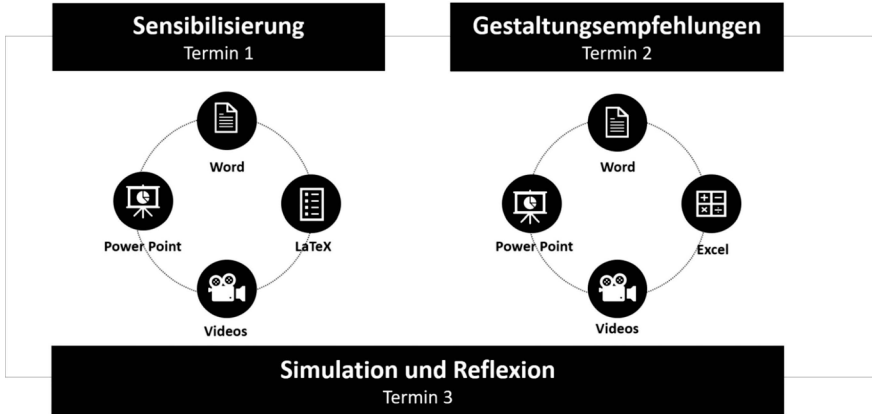 Sensibilisierung
Termin 1
Gestaltungsempfehlungen
Termin 2
Word
Power Point
LaTeX
Videos
Word
Power Point
Excel
Videos
Simulation und Reflexion
Termin 3